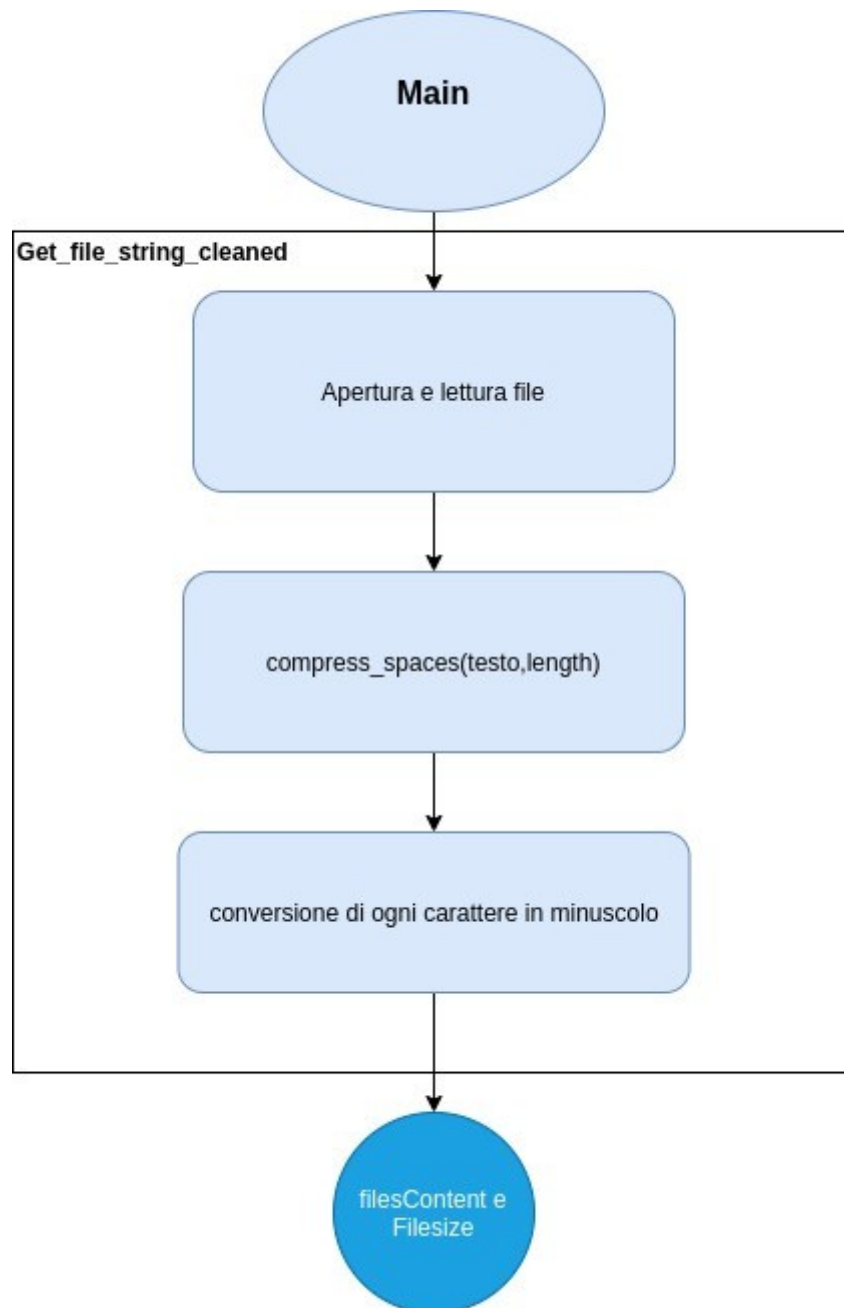 Main
Get_file_string_cleaned
Apertura e lettura file
compress_spaces(testo,length)
conversione di ogni carattere in minuscolo
filesContent e
Filesize